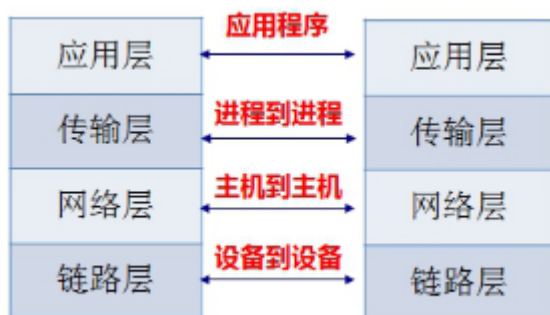 应用程序
应用层
应用层
进程到进程
传输层
传输层
主机到主机
网络层
网络层
设备到设备
链路层
链路层